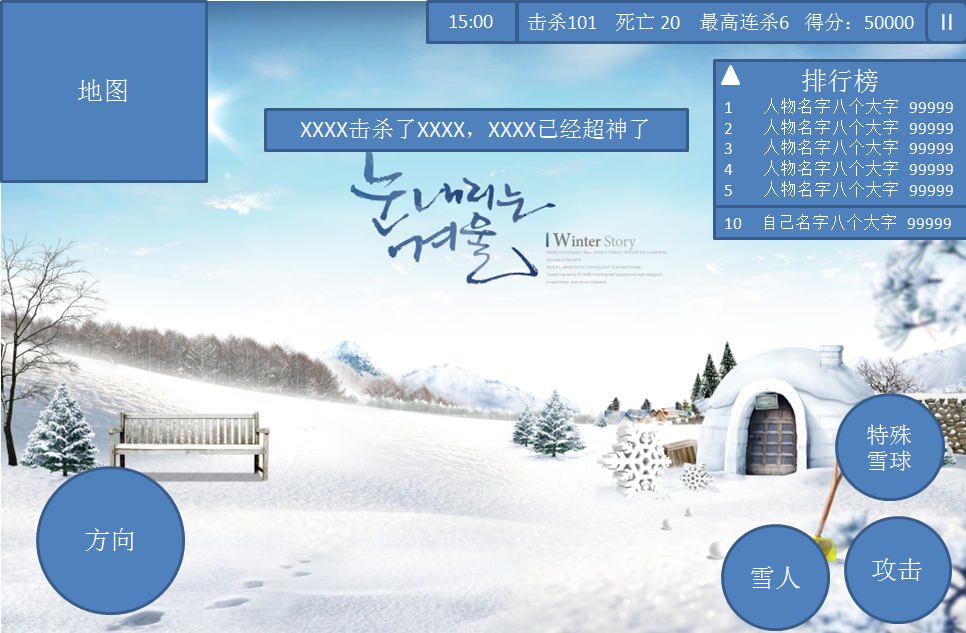 地图
15:00
击杀101 死亡 20 最高连杀6 得分：50000
XXXX击杀了XXXX，XXXX已经超神了
排行榜
1 人物名字八个大字 99999
2 人物名字八个大字 99999
3 人物名字八个大字 99999
4 人物名字八个大字 99999
5 人物名字八个大字 99999
10 自己名字八个大字 99999
눈 내리는
겨울
Winter Story
特殊
雪球
方向
雪人
攻击